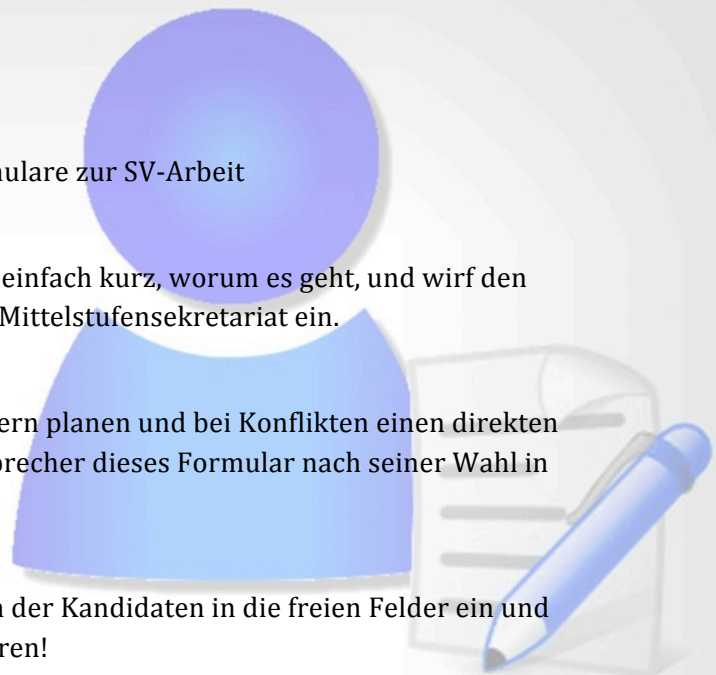 ulare zur SV-Arbeit
einfach kurz, worum es geht, und wirf den
Mittelstufensekretariat ein.
ern planen und bei Konflikten einen direkten
precher dieses Formular nach seiner Wahl in
der Kandidaten in die freien Felder ein und
ren!